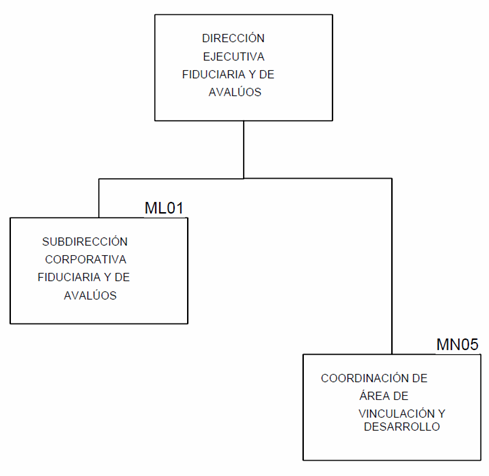 DIRECCIÓN
EJECUTIVA
FIDUCIARIA Y DE
AVALÚOS
ML01
SUBDIRECCIÓN
CORPORATIVA
FIDUCIARIA Y DE
AVALÚOS
MN05
COORDINACIÓN DE
ÁREA DE
VINCULACIÓN Y
DESARROLLO